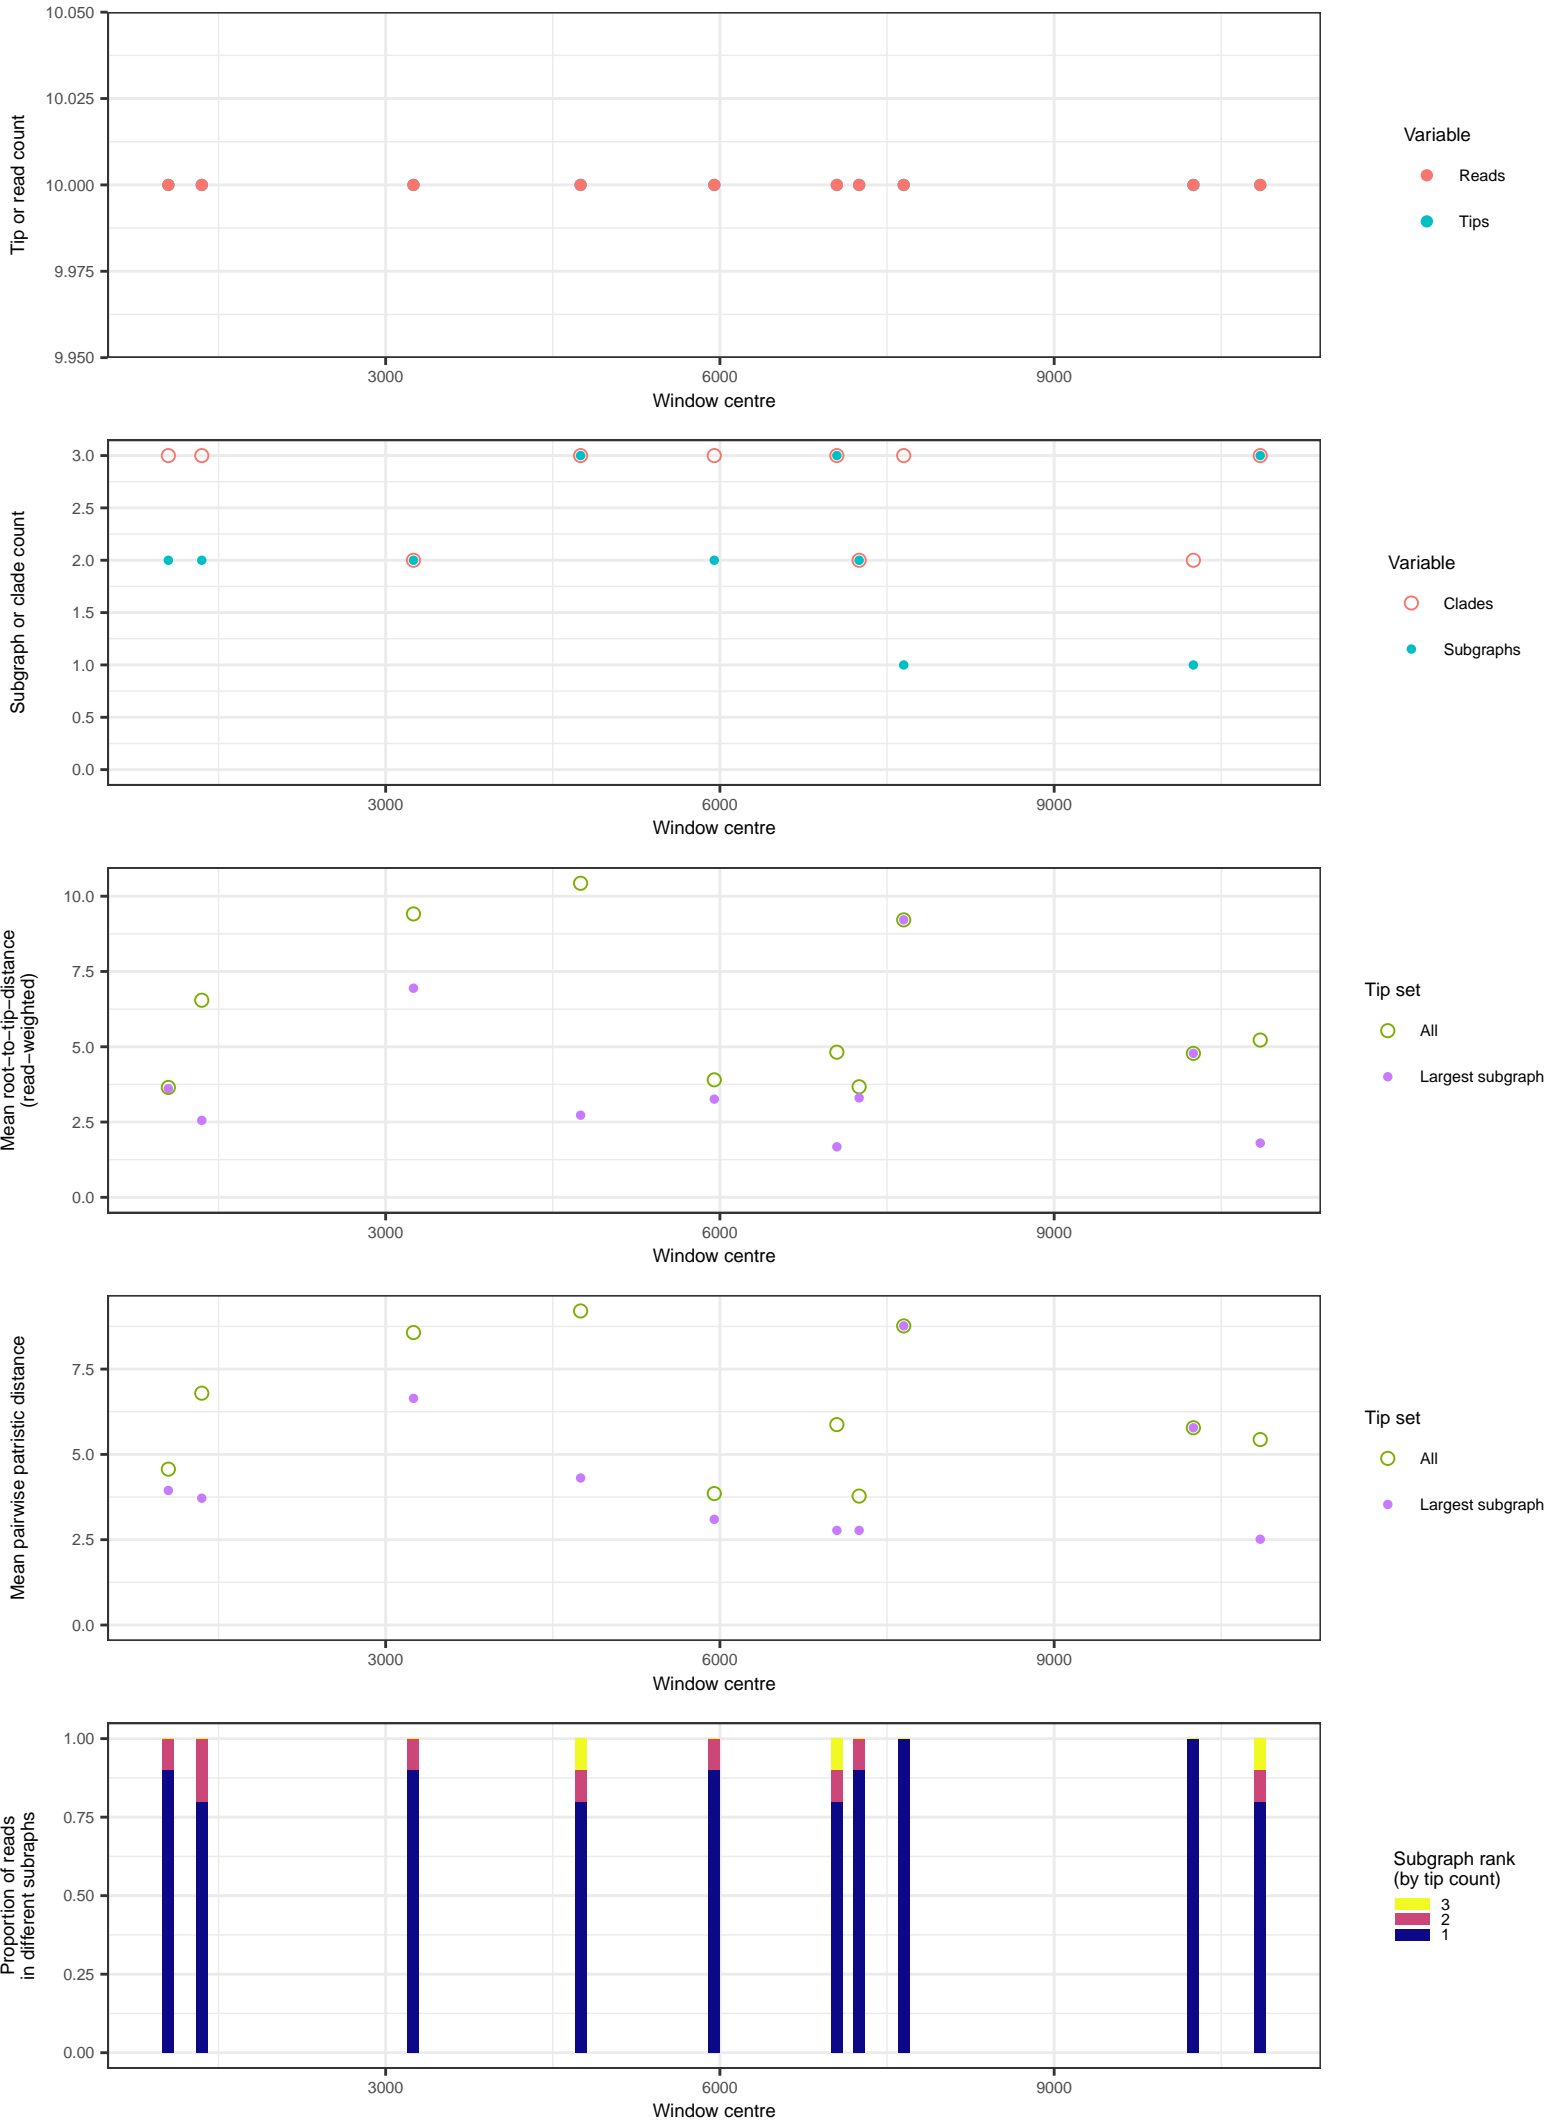 10.050
10.025
10.000
9.975
9.950
Tip or read count
3000
6000
9000
Window centre
Variable
Reads
Tips
3.0
2.5
2.0
1.5
1.0
0.5
0.0
Subgraph or clade count
3000
6000
9000
Window centre
Variable
Clades
Subgraphs
10.0
7.5
5.0
2.5
0.0
Mean root−to−tip−distance
(read−weighted)
3000
6000
9000
Window centre
Tip set
All
Largest subgraph
7.5
5.0
2.5
0.0
Mean pairwise patristic distance
3000
6000
9000
Window centre
Tip set
All
Largest subgraph
1.00
0.75
0.50
0.25
0.00
Proportion of reads
in different subraphs
3000
6000
9000
Window centre
Subgraph rank
(by tip count)
3
2
1